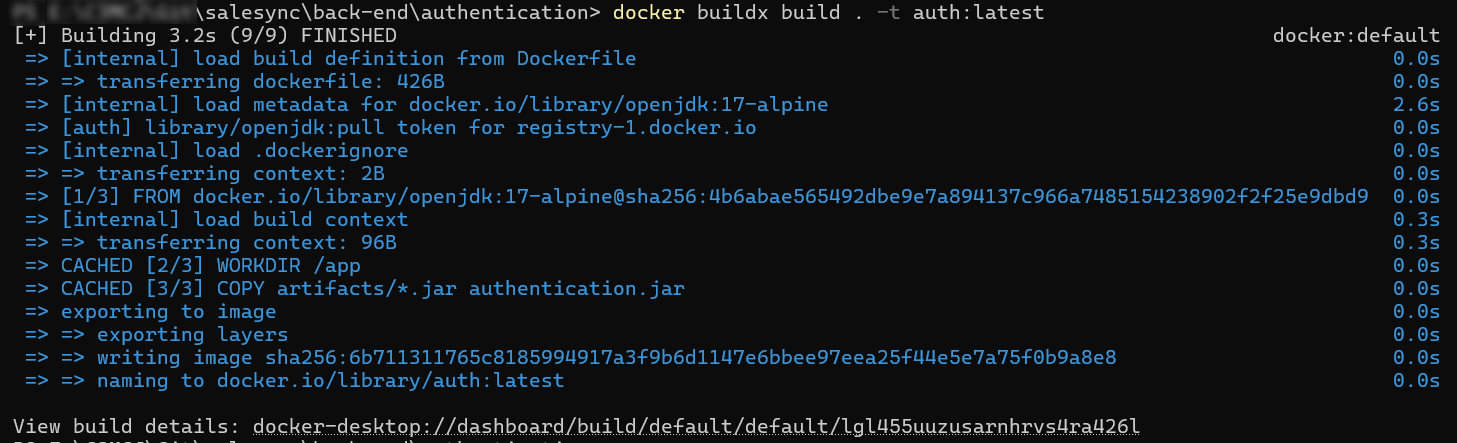 \salesync\back-end\authentication> docker buildx build . -t auth:latest
[+] Building 3.2s (9/9) FINISHED docker:default
=> [internal] load build definition from Dockerfile 0.0s
=> => transferring dockerfile: 426B 0.0s
=> [internal] load metadata for docker.io/library/openjdk:17-alpine 2.6s
=> [auth] library/openjdk:pull token for registry-1.docker.io 0.0s
=> [internal] load .dockerignore 0.0s
=> => transferring context: 2B 0.0s
=> [1/3] FROM docker.io/library/openjdk:17-alpine@sha256:4b6abae565492dbe9e7a894137c966a7485154238902f2f25e9dbd9 0.0s
=> [internal] load build context 0.3s
=> => transferring context: 96B 0.3s
=> CACHED [2/3] WORKDIR /app 0.0s
=> CACHED [3/3] COPY artifacts/*.jar authentication.jar 0.0s
=> exporting to image 0.0s
=> => exporting layers 0.0s
=> => writing image sha256:6b711311765c8185994917a3f9b6d1147e6bbee97eea25f44e5e7a75f0b9a8e8 0.0s
=> => naming to docker.io/library/auth:latest 0.0s
View build details: docker-desktop://dashboard/build/default/default/lgl455uuzusarnhrvs4ra426l